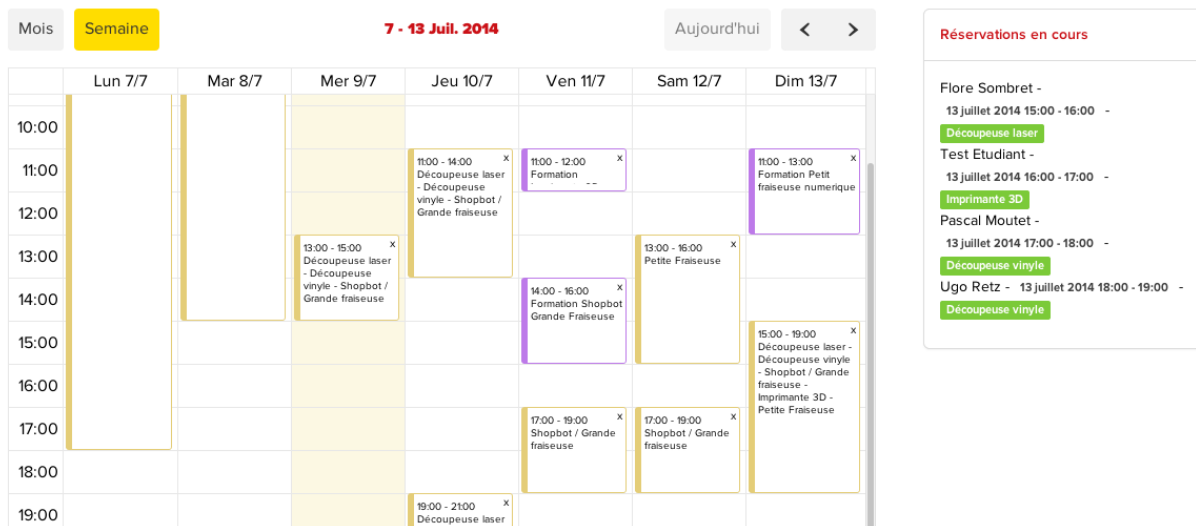 Mois
Semaine
7 - 13 Juil. 2014
Aujourd'hui
Lun 7/7
Mar 8/7
Mer 9/7
Jeu 10/7
Ven 11/7
Sam 12/7
Dim 13/7
10:00
11:00
12:00
13:00
14:00
15:00
16:00
17:00
18:00
19:00
13:00 - 15:00 x
Découpeuse laser
- Découpeuse
vinyle - Shopbot /
Grande fraiseuse
11:00 - 14:00 x
Découpeuse laser
- Découpeuse
vinyle - Shopbot /
Grande fraiseuse
19:00 - 21:00 x
Découpeuse laser
11:00 - 12:00 x
Formation
14:00 - 16:00 x
Formation Shopbot
Grande Fraiseuse
17:00 - 19:00 x
Shopbot / Grande
fraiseuse
13:00 - 16:00 x
Petite Fraiseuse
17:00 - 19:00 x
Shopbot / Grande
fraiseuse
11:00 - 13:00 x
Formation Petit
fraiseuse numerique
15:00 - 19:00 x
Découpeuse laser -
Découpeuse vinyle
- Shopbot / Grande
fraiseuse -
Imprimante 3D -
Petite Fraiseuse
Réservations en cours
Flore Sombret -
13 juillet 2014 15:00 - 16:00 -
Découpeuse laser
Test Etudiant -
13 juillet 2014 16:00 - 17:00 -
Imprimante 3D
Pascal Moutet -
13 juillet 2014 17:00 - 18:00 -
Découpeuse vinyle
Ugo Retz - 13 juillet 2014 18:00 - 19:00 -
Découpeuse vinyle